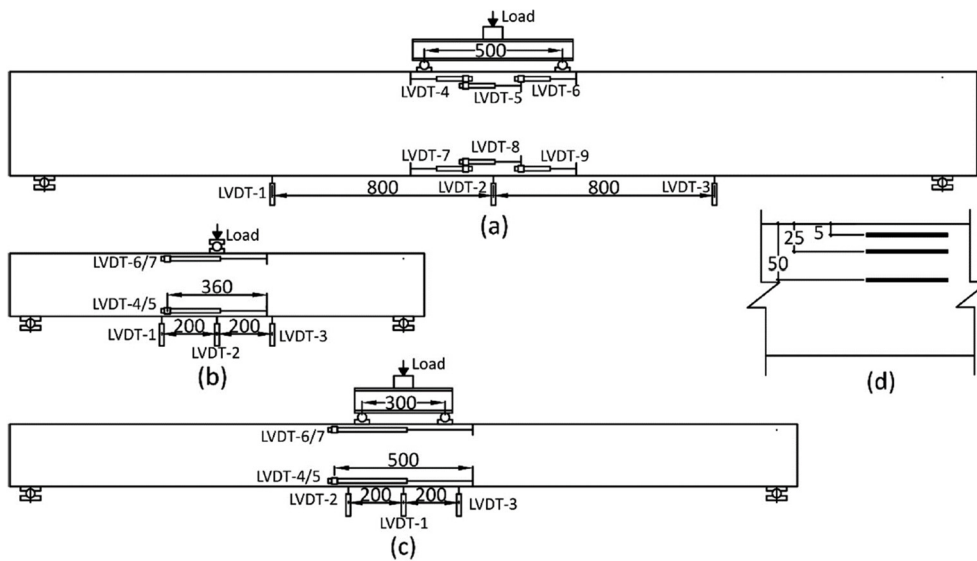 Load
500
LVDT-4
LVDT-5
LVDT-6
LVDT-8
LVDT-7
LVDT-9
LVDT-1
800
LVDT-2
800
LVDT-3
(a)
Load
LVDT-6/7
360
LVDT-4/5
200
200
LVDT-1
LVDT-3
LVDT-2
(b)
5
25
50
(d)
Load
300
LVDT-6/7
500
LVDT-4/5
LVDT-2
200
200
LVDT-3
LVDT-1
(c)